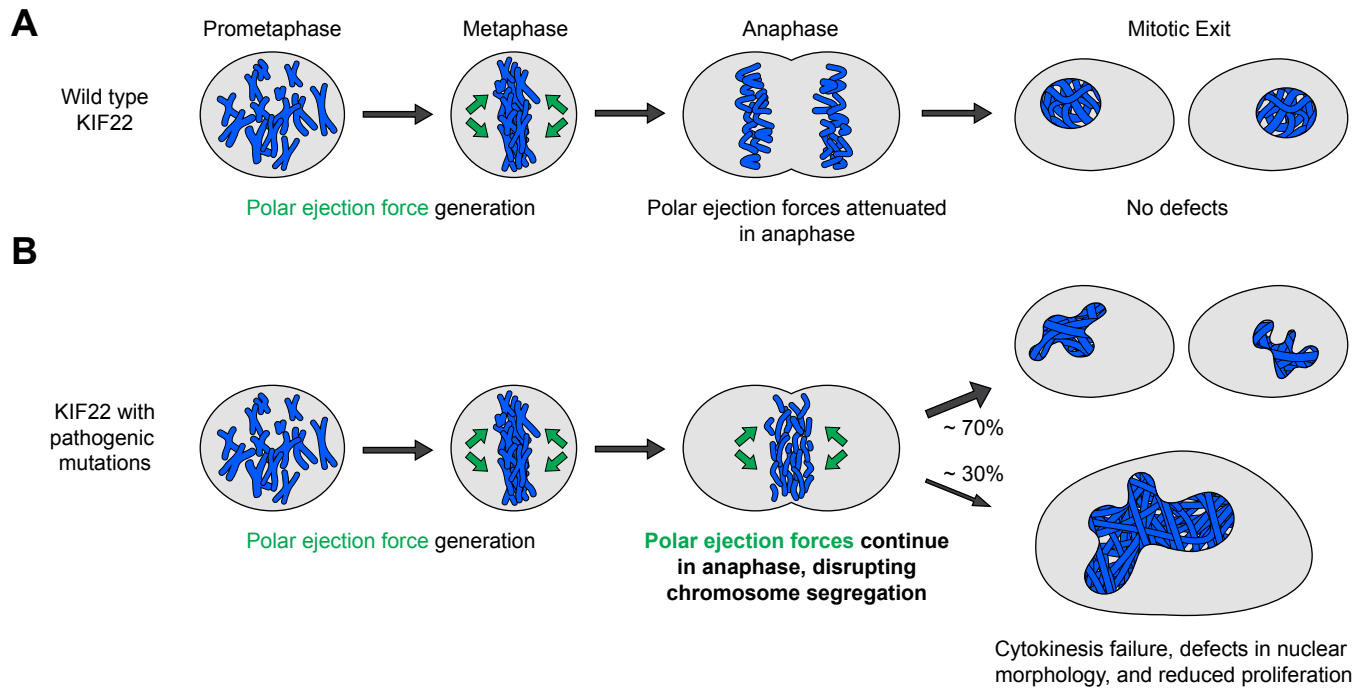 A
Prometaphase
Metaphase
Anaphase
Mitotic Exit
Wild type
KIF22
Polar ejection force generation
Polar ejection forces attenuated
in anaphase
No defects
B
KIF22 with
pathogenic
mutations
~ 70%
~ 30%
Polar ejection force generation
Polar ejection forces continue
in anaphase, disrupting
chromosome segregation
Cytokinesis failure, defects in nuclear
morphology, and reduced proliferation